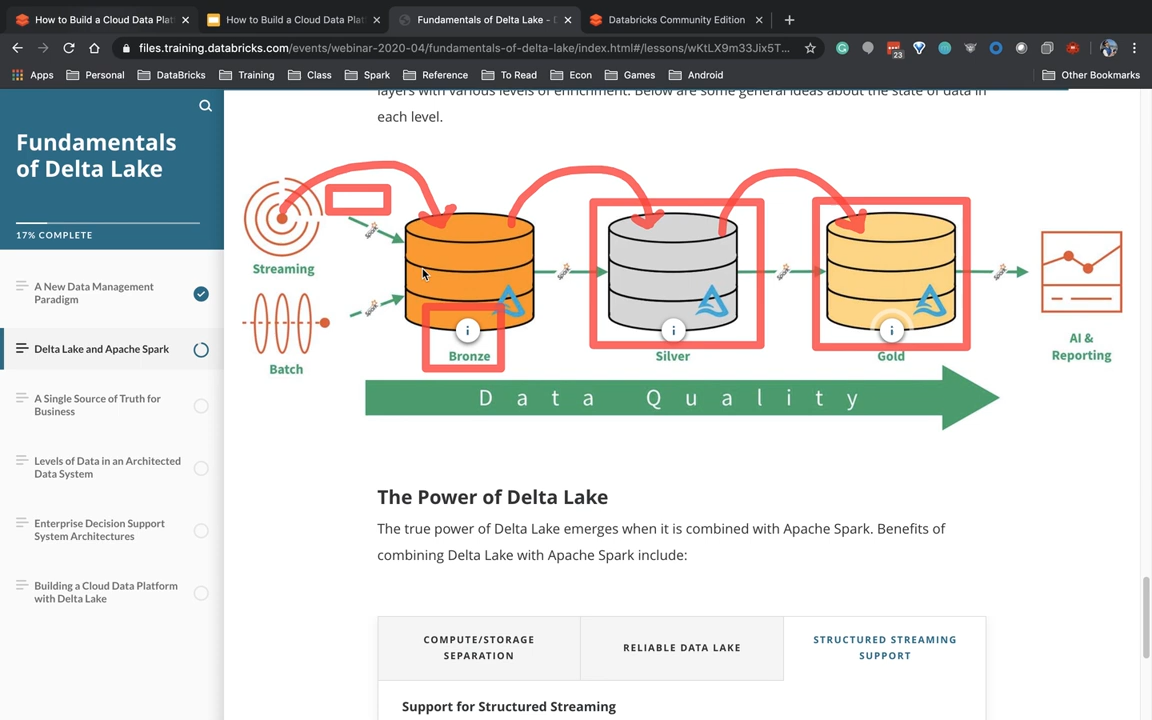 How to Build a Cloud Data Plat
How to Build a Cloud Data Plat
Fundamentals of Delta Lake -
Databricks Community Edition
files.training.databricks.com/events/webinar-2020-04/fundamentals-of-delta-lake/index.html#/lessons/wKtLX9m33Jix5T...
23
Apps
Personal
DataBricks
Training
Class
Spark
Reference
To Read
Econ
Games
Android
Other Bookmarks
Fundamentals
of Delta Lake
17% COMPLETE
A New Data Management
Paradigm
Delta Lake and Apache Spark
A Single Source of Truth for
Business
Levels of Data in an Architected
Data System
Enterprise Decision Support
System Architectures
Building a Cloud Data Platform
with Delta Lake
layers with various levels of enrichment. Below are some general ideas about the state of data in
each level.
Streaming
Batch
i
Bronze
i
Silver
i
Gold
AI &
Reporting
Data Quality
The Power of Delta Lake
The true power of Delta Lake emerges when it is combined with Apache Spark. Benefits of
combining Delta Lake with Apache Spark include:
COMPUTE/STORAGE
SEPARATION
RELIABLE DATA LAKE
STRUCTURED STREAMING
SUPPORT
Support for Structured Streaming